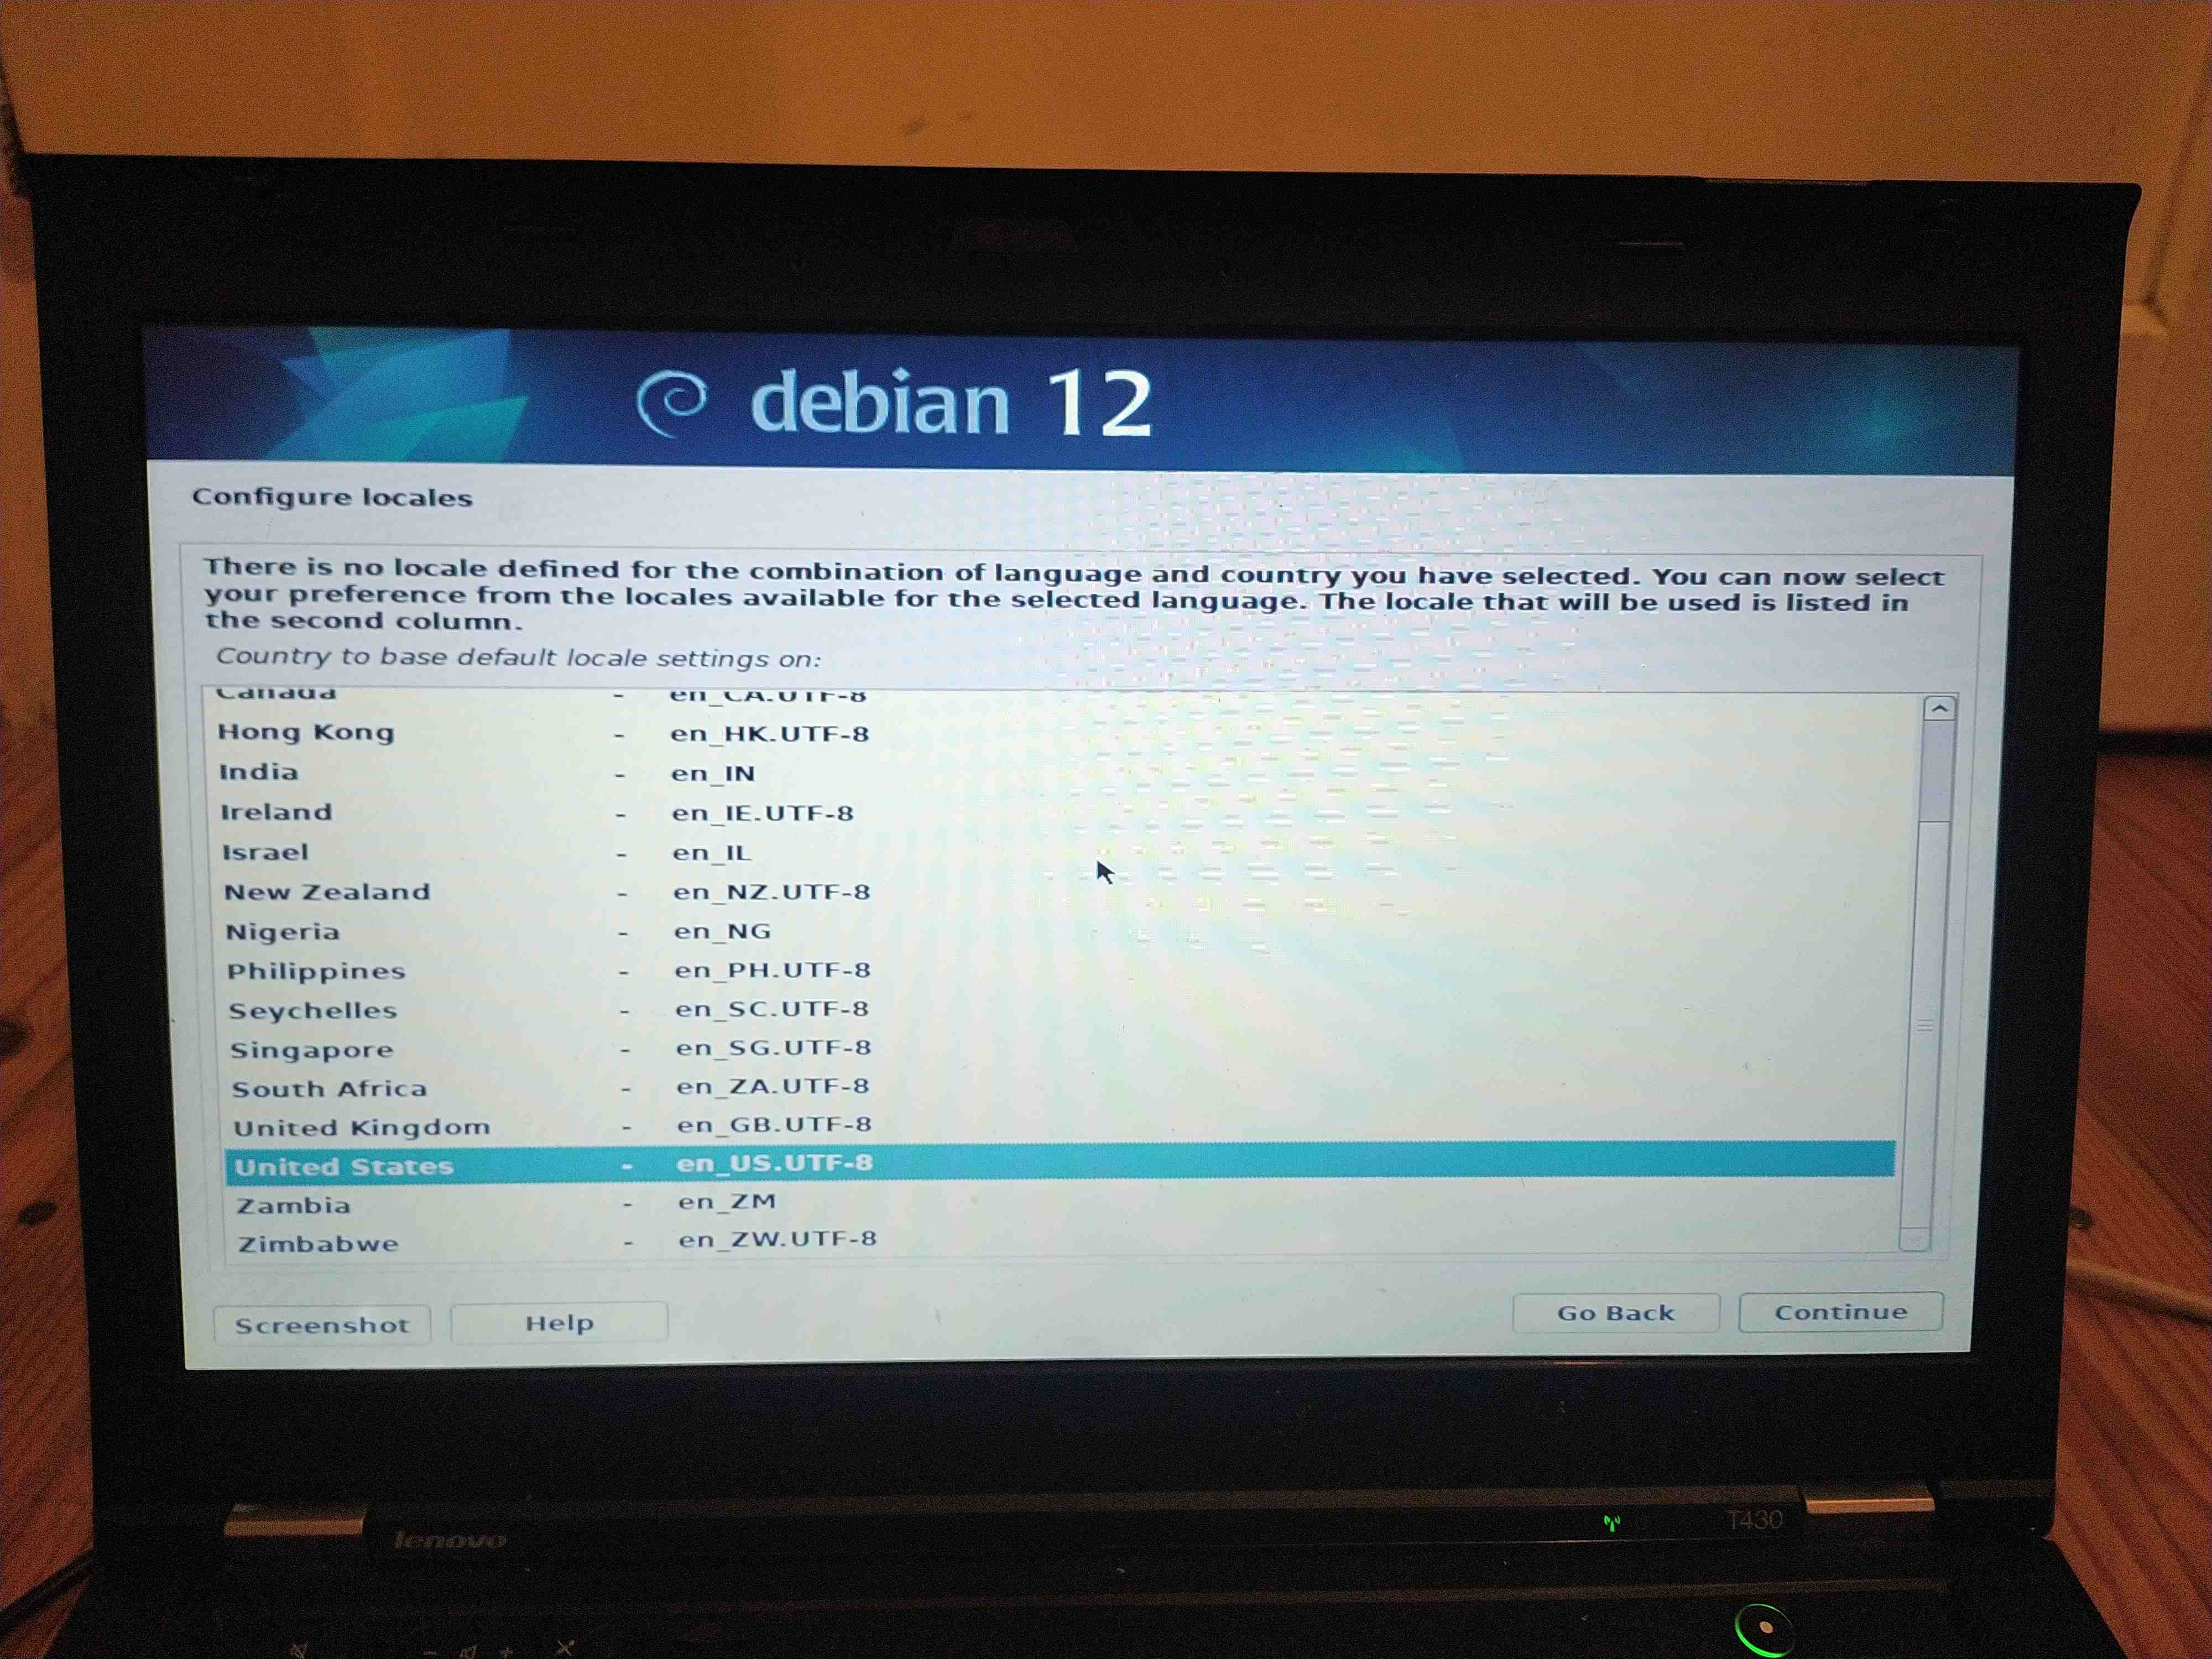 debian 12
Configure locales
There is no locale defined for the combination of language and country you have selected. You can now select
your preference from the locales available for the selected language. The locale that will be used is listed in
the second column.
Country to base default locale settings on:
Canada - en_CA.UTF-8
Hong Kong - en_HK.UTF-8
India - en_IN
Ireland - en_IE.UTF-8
Israel - en_IL
New Zealand - en_NZ.UTF-8
Nigeria - en_NG
Philippines - en_PH.UTF-8
Seychelles - en_SC.UTF-8
Singapore - en_SG.UTF-8
South Africa - en_ZA.UTF-8
United Kingdom - en_GB.UTF-8
United States - en_US.UTF-8
Zambia - en_ZM
Zimbabwe - en_ZW.UTF-8
Screenshot Help Go Back Continue
lenovo T430